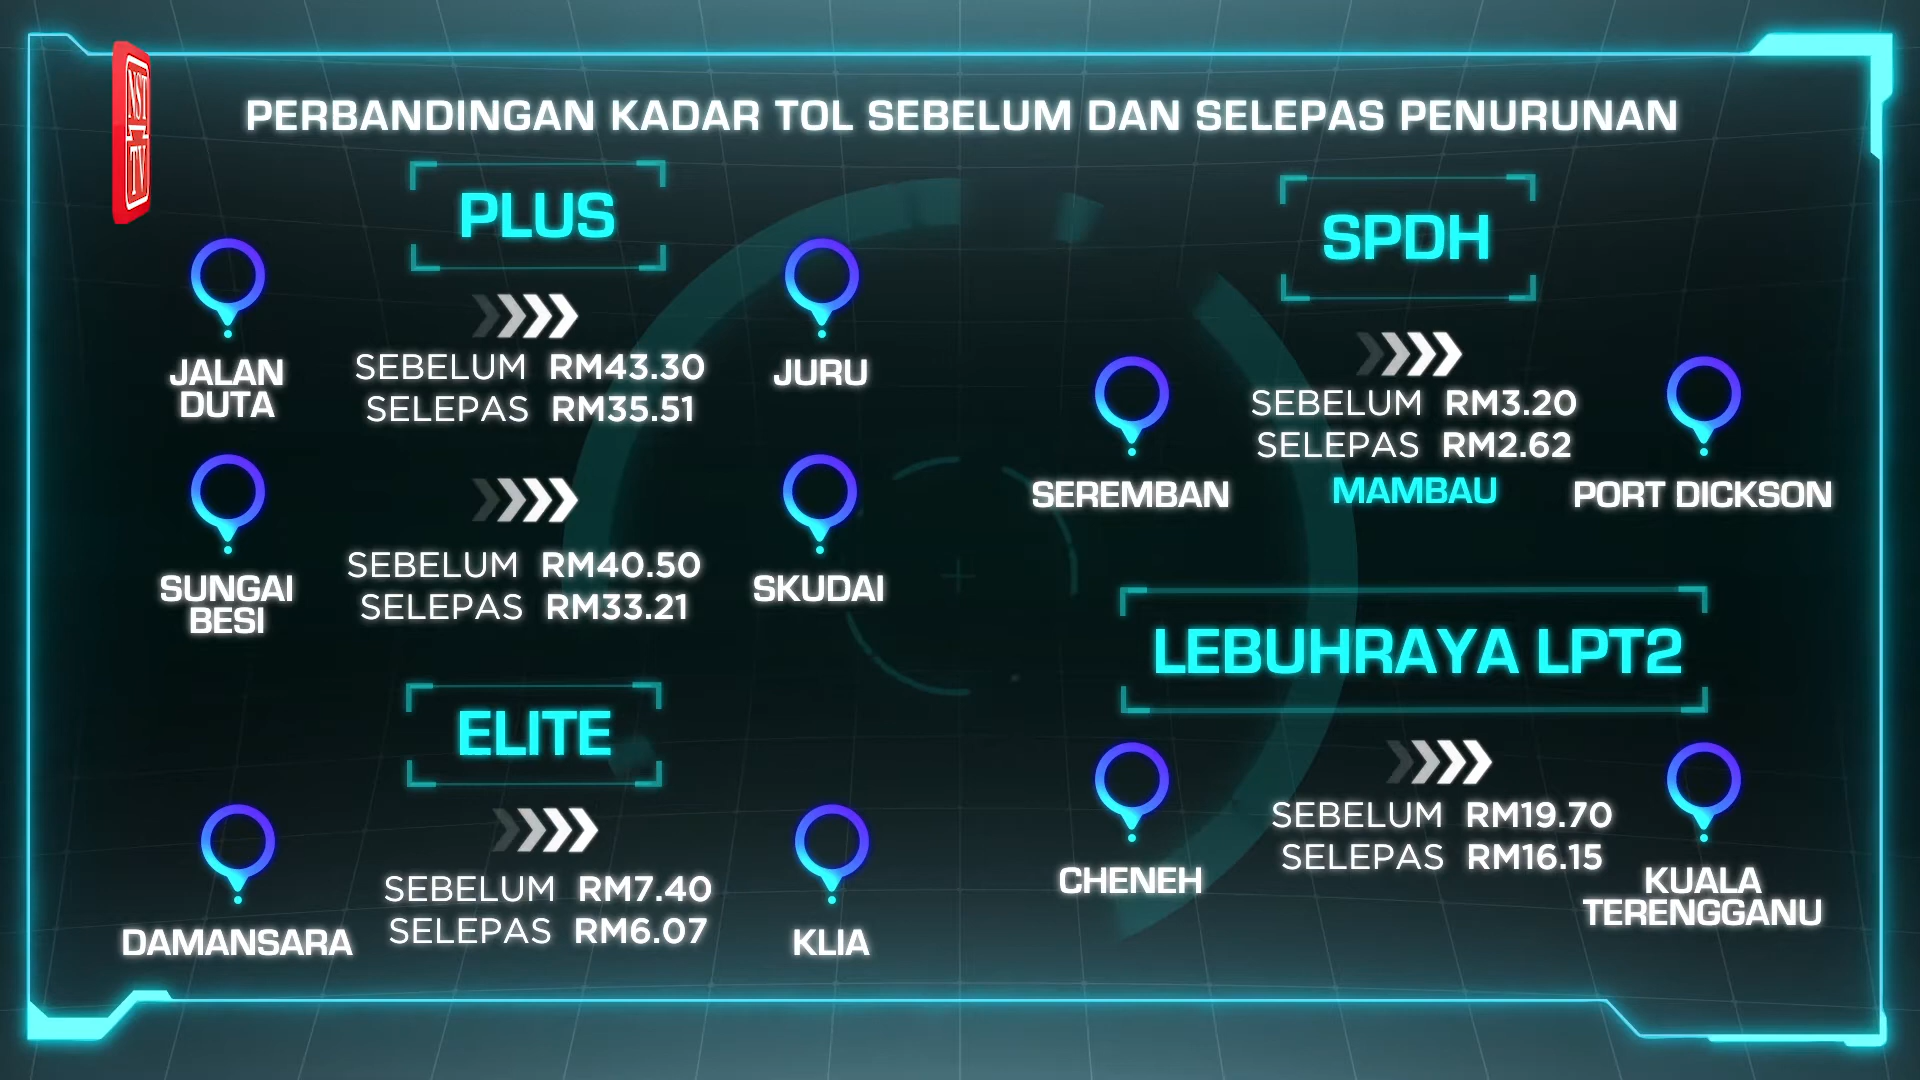 NST
TV
PERBANDINGAN KADAR TOL SEBELUM DAN SELEPAS PENURUNAN
PLUS
JALAN
DUTA
SEBELUM RM43.30
SELEPAS RM35.51
JURU
SUNGAI
BESI
SEBELUM RM40.50
SELEPAS RM33.21
SKUDAI
ELITE
DAMANSARA
SEBELUM RM7.40
SELEPAS RM6.07
KLIA
SPDH
SEREMBAN
SEBELUM RM3.20
SELEPAS RM2.62
MAMBAU
PORT DICKSON
LEBUHRAYA LPT2
CHENEH
SEBELUM RM19.70
SELEPAS RM16.15
KUALA
TERENGGANU